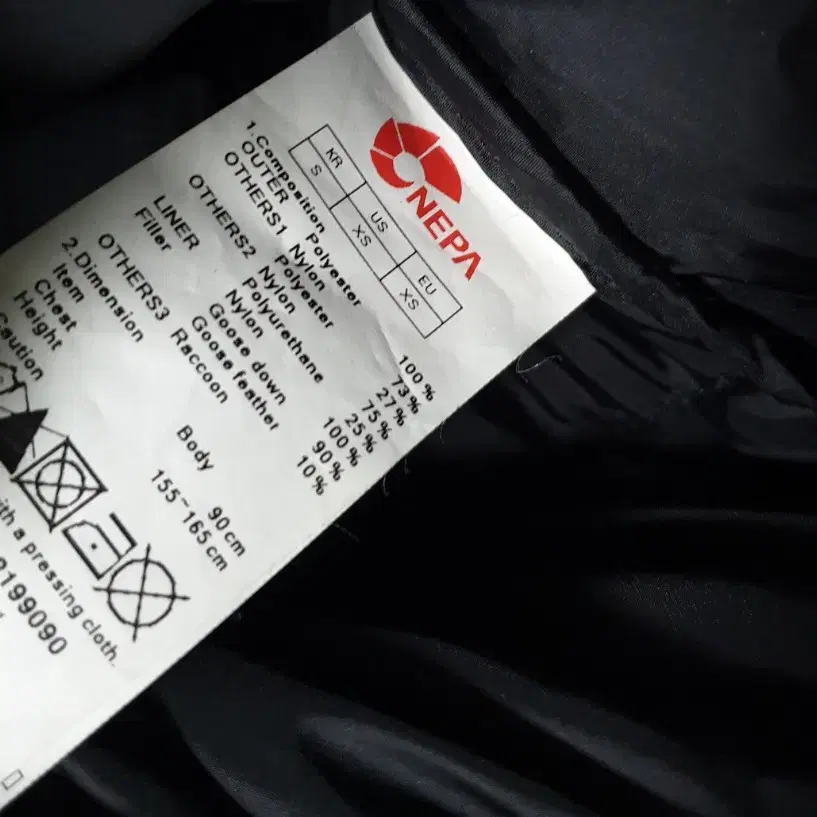 NEPA
KR US EU
S XS XS
1.Composition
OUTER Polyester 100%
OTHERS1 Nylon 73%
Polyester 27%
OTHERS2 Nylon 75%
Polyurethane 25%
LINER Nylon 100%
Filler Goose down 90%
Goose feather 10%
OTHERS3 Raccoon
2.Dimension
Item Body
Chest 90cm
Height 155~165cm
Caution
with a pressing cloth.
199090